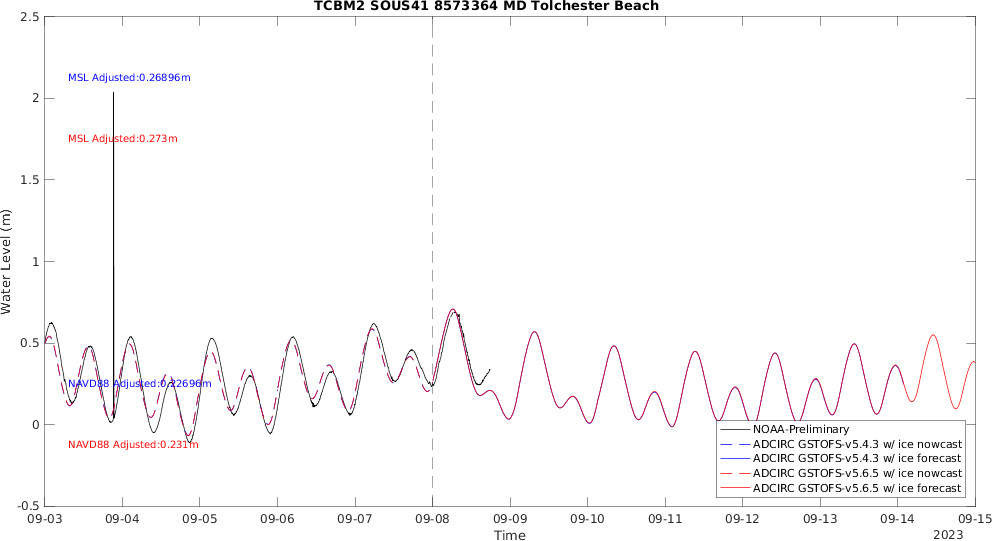 TCBM2 SOUS41 8573364 MD Tolchester Beach
2.5
2
1.5
1
0.5
0
-0.5
Water Level (m)
MSL Adjusted:0.26896m
MSL Adjusted:0.273m
NAVD88 Adjusted:0.22696m
NAVD88 Adjusted:0.231m
NOAA-Preliminary
ADCIRC GSTOFS-v5.4.3 w/ ice nowcast
ADCIRC GSTOFS-v5.4.3 w/ ice forecast
ADCIRC GSTOFS-v5.6.5 w/ ice nowcast
ADCIRC GSTOFS-v5.6.5 w/ ice forecast
09-03 09-04 09-05 09-06 09-07 09-08 09-09 09-10 09-11 09-12 09-13 09-14 09-15
Time
2023